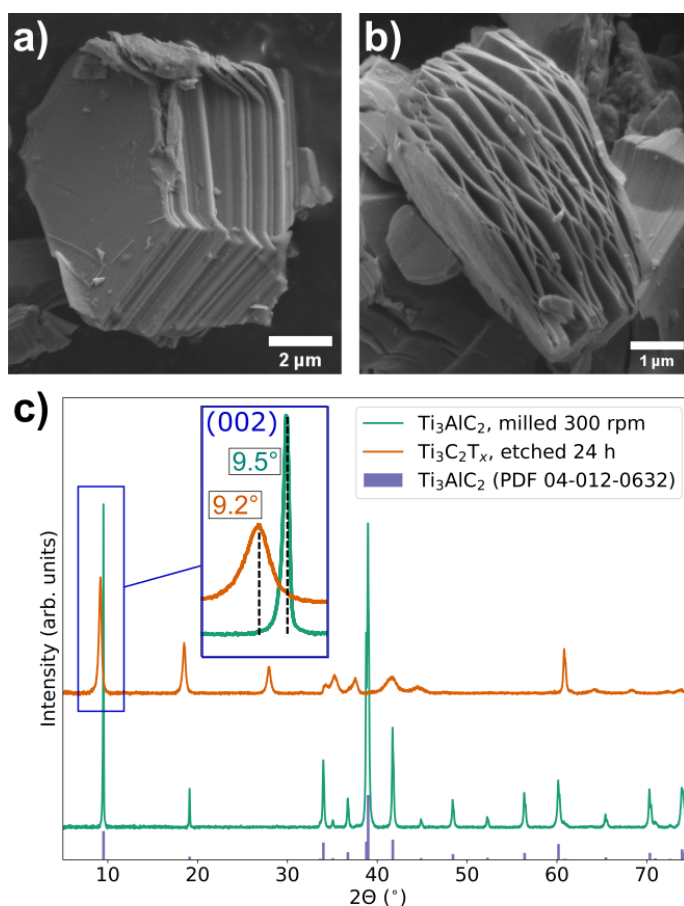 a)
2 µm
b)
1 µm
c)
(002)
9.5°
9.2°
Ti₃AlC₂, milled 300 rpm
Ti₃C₂Tₓ, etched 24 h
Ti₃AlC₂ (PDF 04-012-0632)
Intensity (arb. units)
10 20 30 40 50 60 70
2Θ (°)